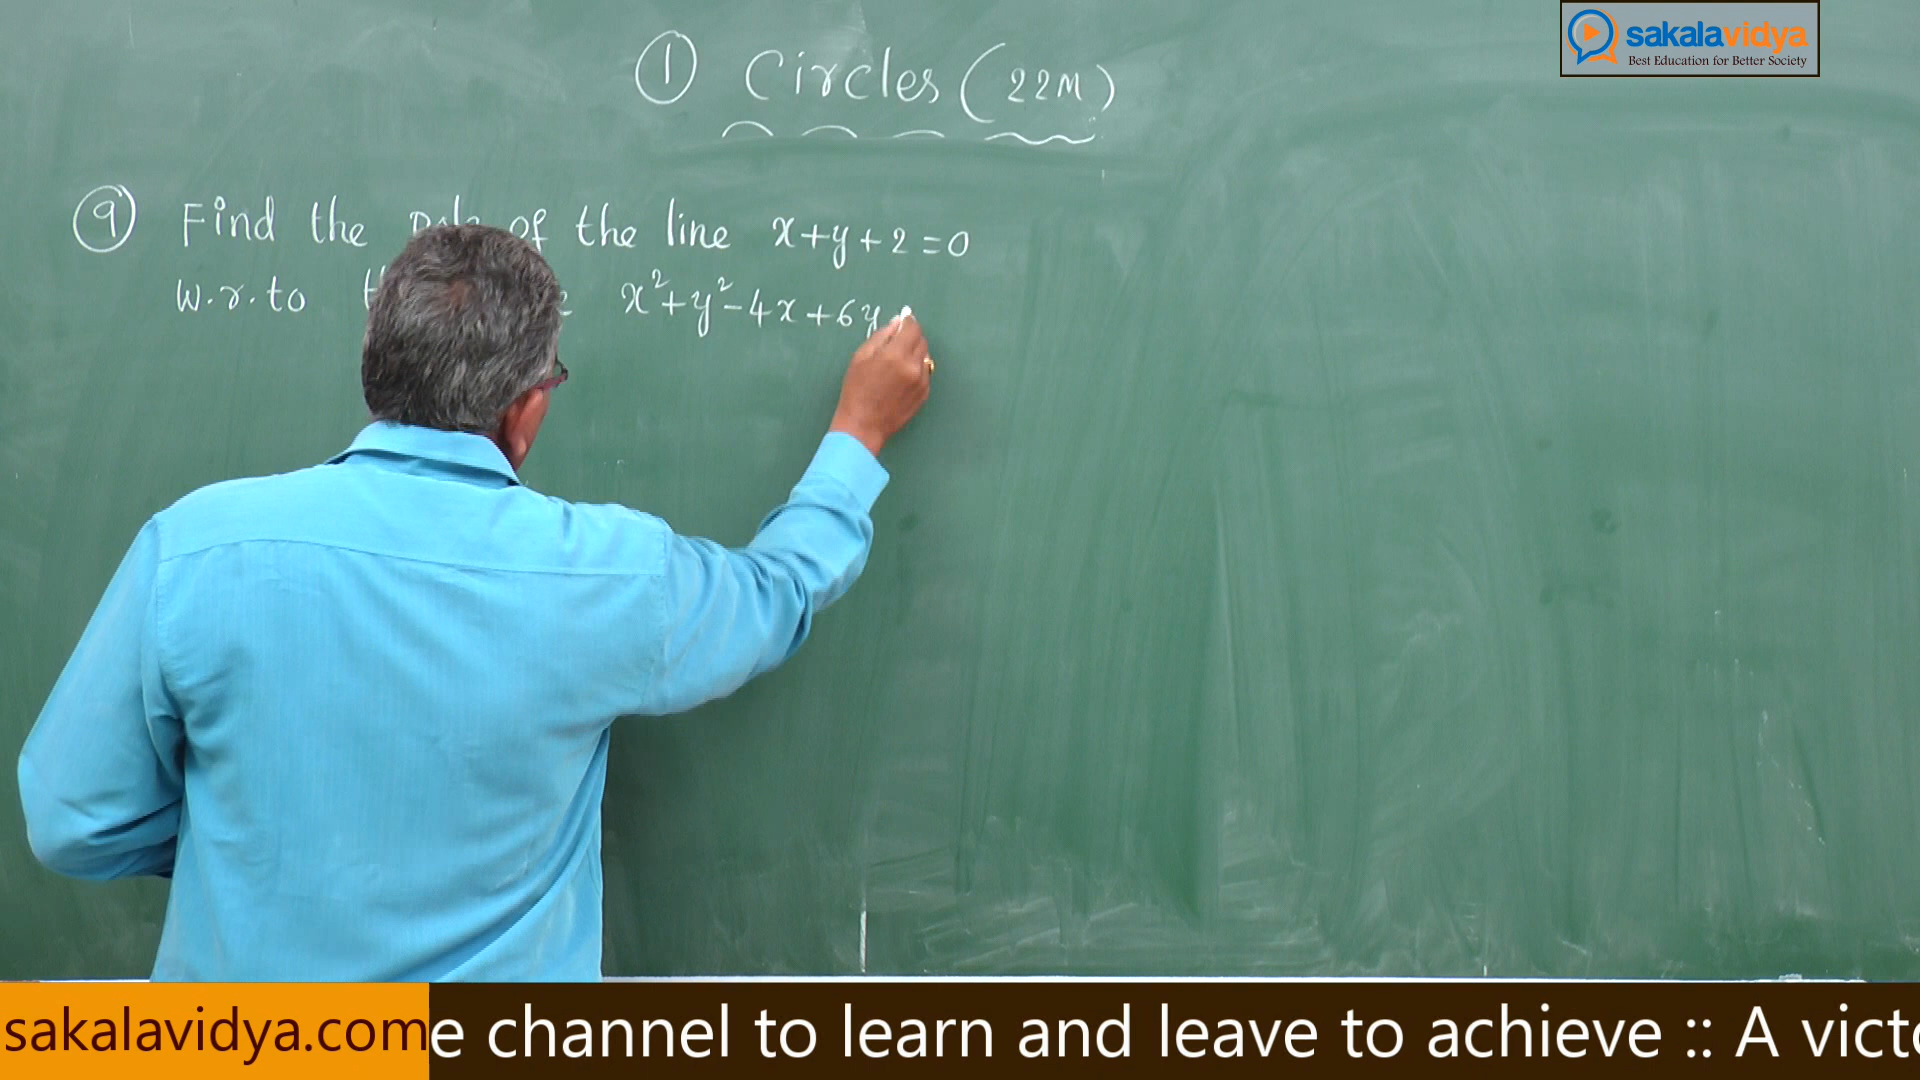 sakalavidya
Best Education for Better Society
① Circles (22M)
⑨ Find the of the line x+y+2=0
w.r.to x²+y²-4x+6y
sakalavidya.com e channel to learn and leave to achieve :: A victo